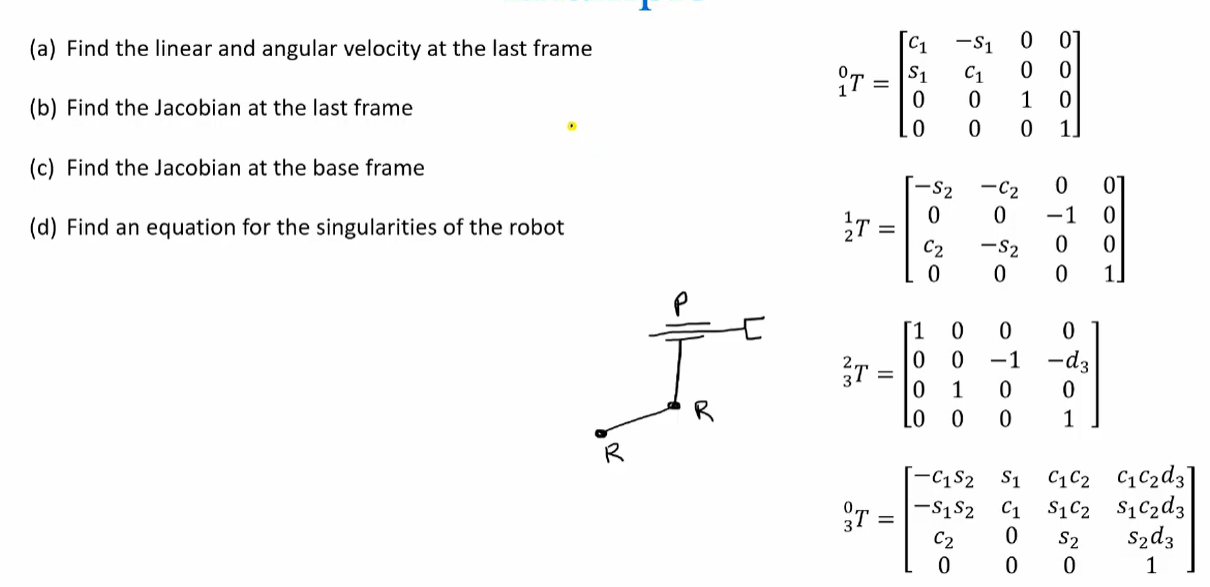 (a) Find the linear and angular velocity at the last frame
(b) Find the Jacobian at the last frame
(c) Find the Jacobian at the base frame
(d) Find an equation for the singularities of the robot
P
R
R
⁰₁T = [c₁ −s₁ 0 0
s₁ c₁ 0 0
0 0 1 0
0 0 0 1]
¹₂T = [−s₂ −c₂ 0 0
0 0 −1 0
c₂ −s₂ 0 0
0 0 0 1]
²₃T = [1 0 0 0
0 0 −1 −d₃
0 1 0 0
0 0 0 1]
⁰₃T = [−c₁s₂ s₁ c₁c₂ c₁c₂d₃
−s₁s₂ c₁ s₁c₂ s₁c₂d₃
c₂ 0 s₂ s₂d₃
0 0 0 1]